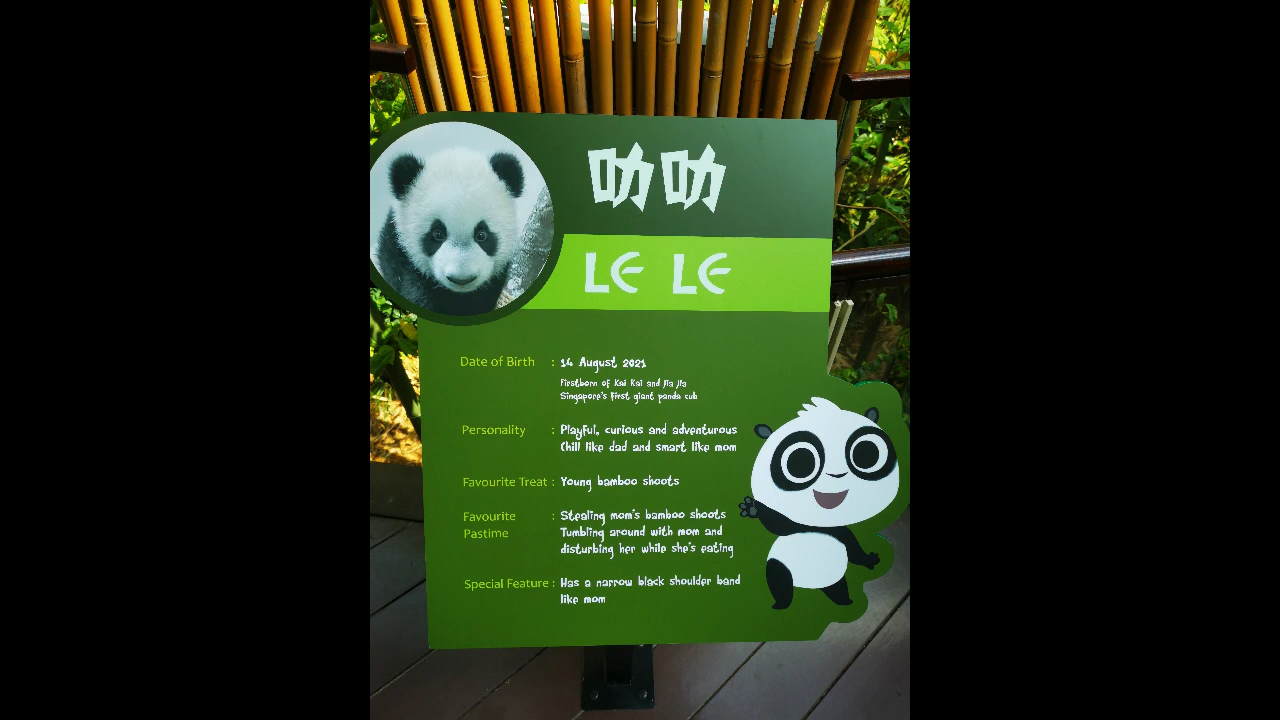 叻叻
LE LE
Date of Birth : 14 August 2021
Firstborn of Kai Kai and Jia Jia
Singapore's first giant panda cub
Personality : Playful, curious and adventurous
Chill like dad and smart like mom
Favourite Treat : Young bamboo shoots
Favourite Pastime : Stealing mom's bamboo shoots
Tumbling around with mom and
disturbing her while she's eating
Special Feature : Has a narrow black shoulder band
like mom